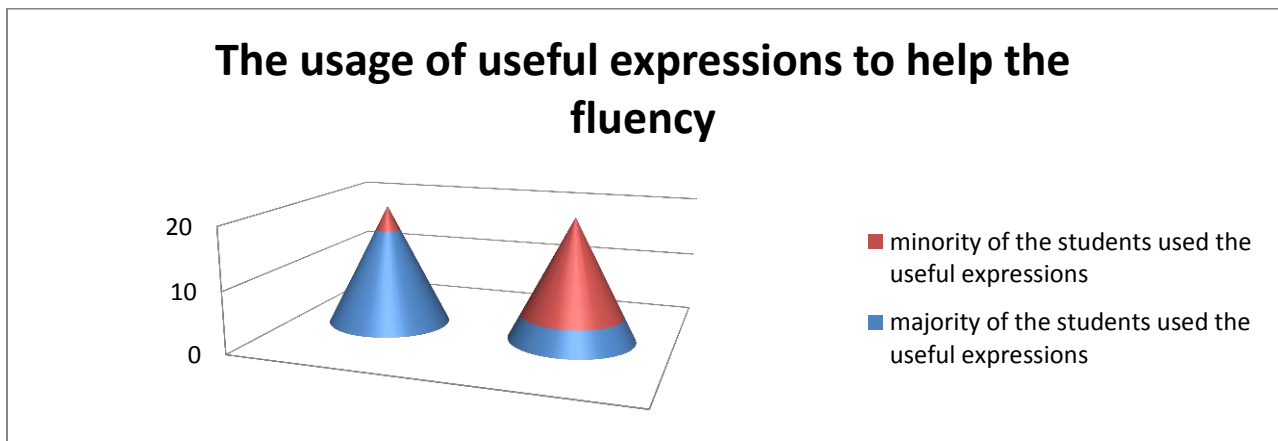 The usage of useful expressions to help the
fluency
20
10
0
minority of the students used the
useful expressions
majority of the students used the
useful expressions